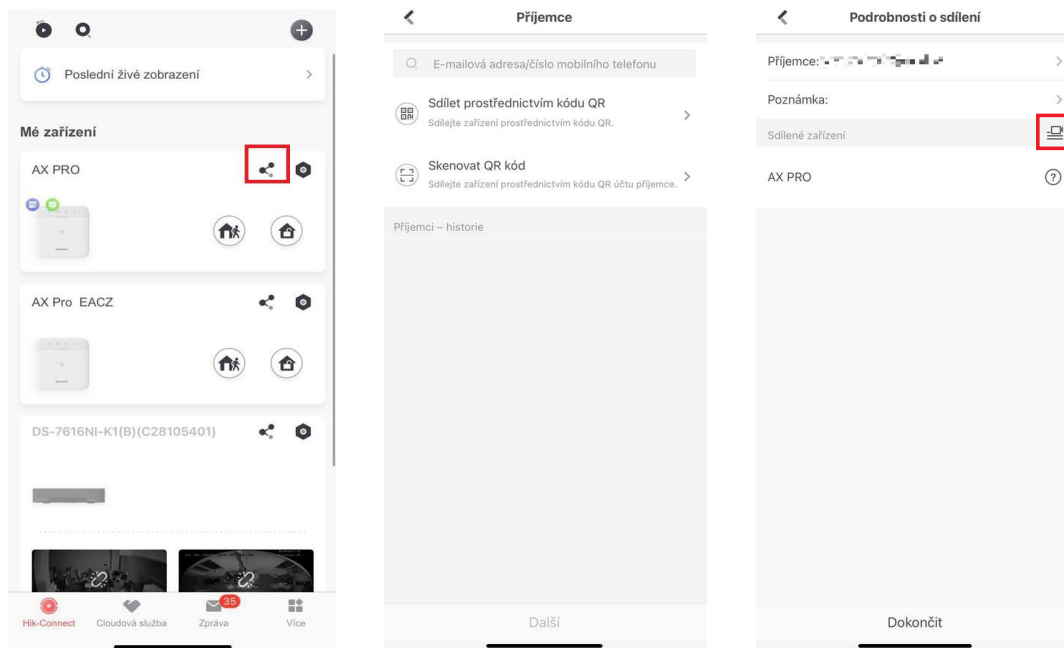 Poslední živé zobrazení
Mé zařízení
AX PRO
AX Pro EACZ
DS-7616NI-K1(B)(C28105401)
35
Hik-Connect
Cloudová služba
Zpráva
Více
Příjemce
E-mailová adresa/číslo mobilního telefonu
Sdílet prostřednictvím kódu QR
Sdílejte zařízení prostřednictvím kódu QR.
Skenovat QR kód
Sdílejte zařízení prostřednictvím kódu QR účtu příjemce.
Příjemci – historie
Další
Podrobnosti o sdílení
Příjemce:
Poznámka:
Sdílené zařízení
AX PRO
Dokončit